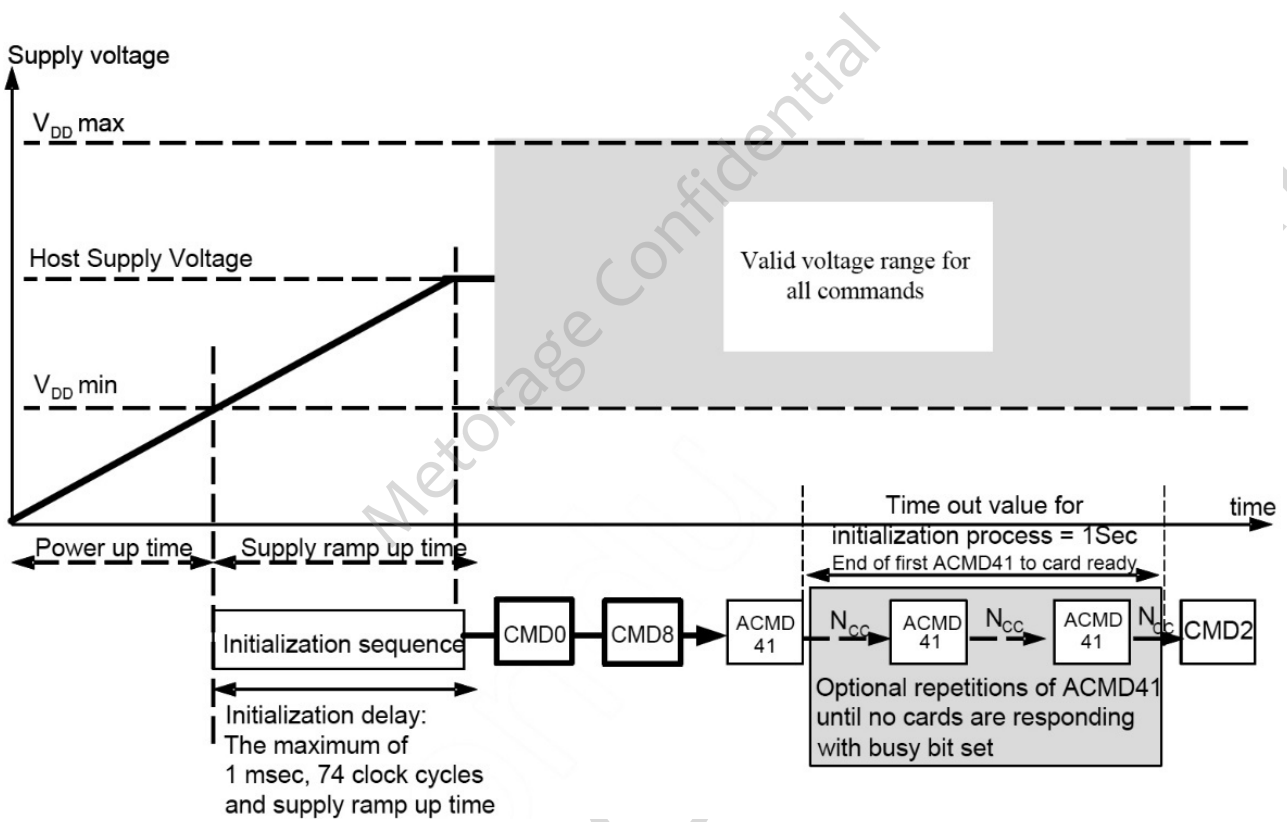 Supply voltage
V_DD max
Host Supply Voltage
V_DD min
Valid voltage range for
all commands
Metorage Confidential
Time out value for
initialization process = 1Sec
End of first ACMD41 to card ready
time
Power up time
Supply ramp up time
Initialization sequence
CMD0
CMD8
ACMD
41
N_CC
ACMD
41
N_CC
ACMD
41
N_CC
CMD2
Optional repetitions of ACMD41
until no cards are responding
with busy bit set
Initialization delay:
The maximum of
1 msec, 74 clock cycles
and supply ramp up time